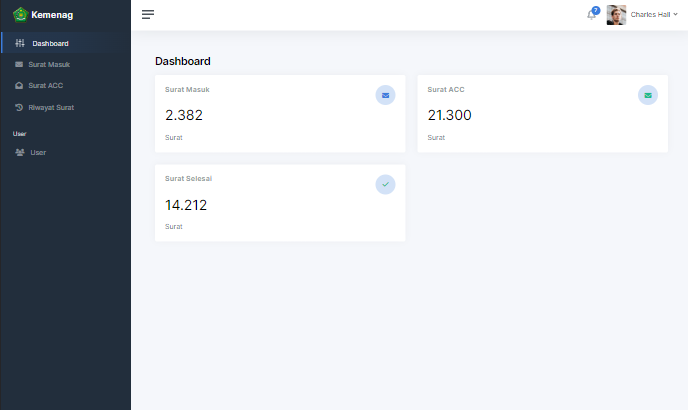 Kemenag
Dashboard
Surat Masuk
Surat ACC
Riwayat Surat
User
User
7
Charles Hall
Dashboard
Surat Masuk
2.382
Surat
Surat ACC
21.300
Surat
Surat Selesai
14.212
Surat